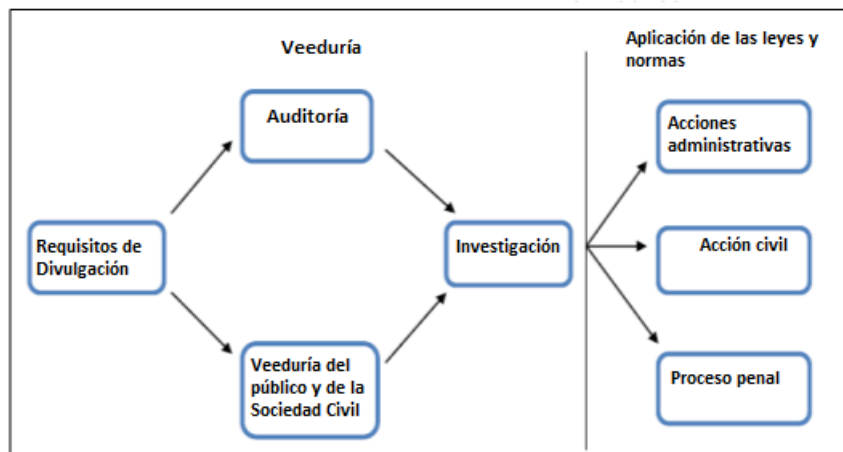 Veeduría
Aplicación de las leyes y
normas
Auditoría
Acciones
administrativas
Requisitos de
Divulgación
Investigación
Acción civil
Veeduría del
público y de la
Sociedad Civil
Proceso penal